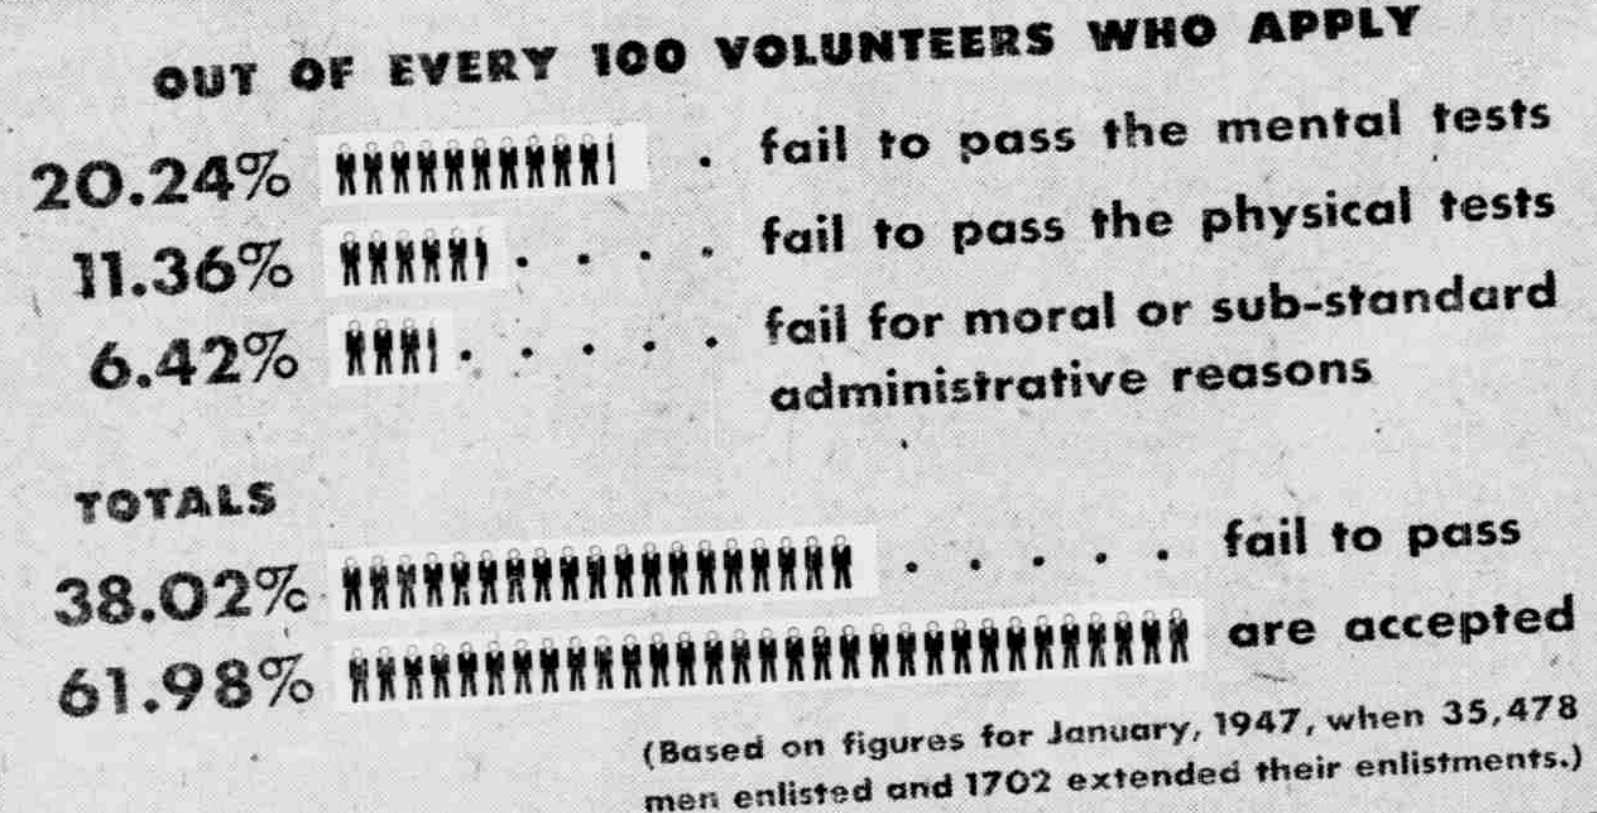 OUT OF EVERY 100 VOLUNTEERS WHO APPLY
20.24% . fail to pass the mental tests
11.36% . . . . fail to pass the physical tests
6.42% . . . . . fail for moral or sub-standard
administrative reasons
TOTALS
38.02% . . . . . fail to pass
61.98% are accepted
(Based on figures for January, 1947, when 35,478
men enlisted and 1702 extended their enlistments.)